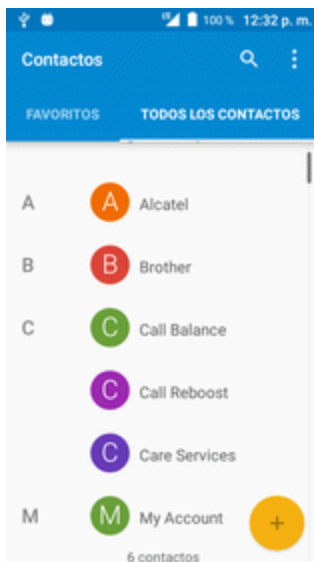 100 % 12:32 p. m.
Contactos
FAVORITOS TODOS LOS CONTACTOS
A A Alcatel
B B Brother
C C Call Balance
C Call Reboost
C Care Services
M M My Account
+
6 contactos